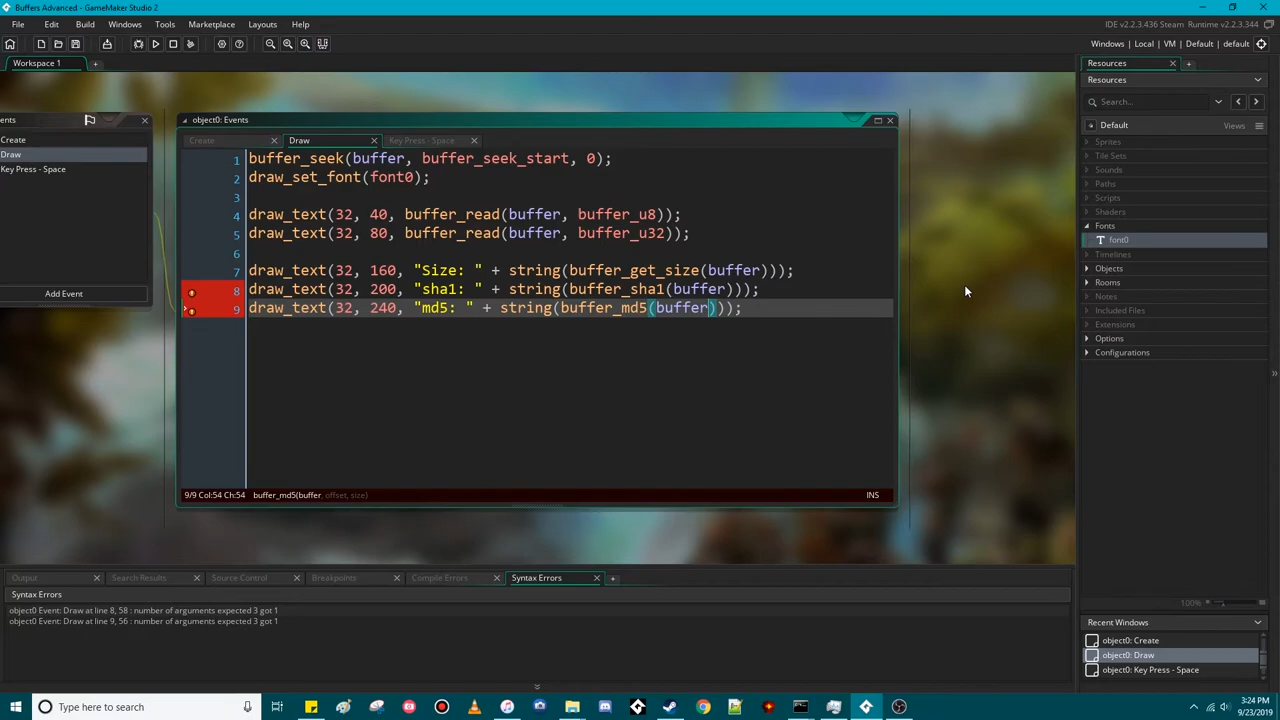 Buffers Advanced - GameMaker Studio 2
File Edit Build Windows Tools Marketplace Layouts Help
IDE v2.2.3.436 Steam Runtime v2.2.3.344
Windows | Local | VM | Default | default
Workspace 1
Resources
Resources
Search...
Default Views
Sprites
Tile Sets
Sounds
Paths
Scripts
Shaders
Fonts
font0
Timelines
Objects
Rooms
Notes
Included Files
Extensions
Options
Configurations
100%
Recent Windows
object0: Create
object0: Draw
object0: Key Press - Space
ents
Create
Draw
Key Press - Space
Add Event
object0: Events
Create Draw Key Press - Space
1 buffer_seek(buffer, buffer_seek_start, 0);
2 draw_set_font(font0);
3
4 draw_text(32, 40, buffer_read(buffer, buffer_u8));
5 draw_text(32, 80, buffer_read(buffer, buffer_u32));
6
7 draw_text(32, 160, "Size: " + string(buffer_get_size(buffer)));
8 draw_text(32, 200, "sha1: " + string(buffer_sha1(buffer)));
9 draw_text(32, 240, "md5: " + string(buffer_md5(buffer)));
9/9 Col:54 Ch:54 buffer_md5(buffer, offset, size) INS
Output Search Results Source Control Breakpoints Compile Errors Syntax Errors
Syntax Errors
object0 Event: Draw at line 8, 58 : number of arguments expected 3 got 1
object0 Event: Draw at line 9, 56 : number of arguments expected 3 got 1
Type here to search
3:24 PM
9/23/2019